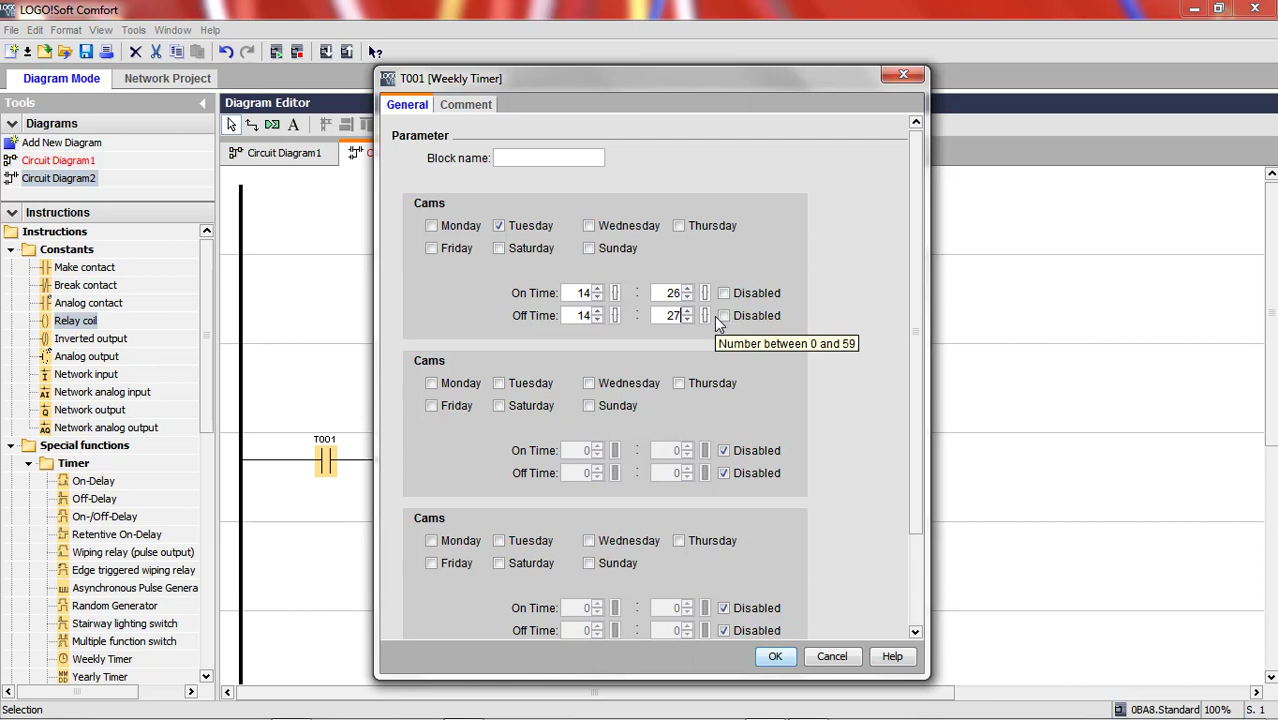 LOGO!Soft Comfort
File Edit Format View Tools Window Help
Diagram Mode Network Project
Tools
Diagrams
Add New Diagram
Circuit Diagram1
Circuit Diagram2
Instructions
Instructions
Constants
Make contact
Break contact
Analog contact
Relay coil
Inverted output
Analog output
Network input
Network analog input
Network output
Network analog output
Special functions
Timer
On-Delay
Off-Delay
On-/Off-Delay
Retentive On-Delay
Wiping relay (pulse output)
Edge triggered wiping relay
Asynchronous Pulse Genera
Random Generator
Stairway lighting switch
Multiple function switch
Weekly Timer
Yearly Timer
Diagram Editor
Circuit Diagram1
T001
T001 [Weekly Timer]
General Comment
Parameter
Block name:
Cams
Monday Tuesday Wednesday Thursday
Friday Saturday Sunday
On Time: 14 : 26 Disabled
Off Time: 14 : 27 Disabled
Number between 0 and 59
Cams
Monday Tuesday Wednesday Thursday
Friday Saturday Sunday
On Time: 0 : 0 Disabled
Off Time: 0 : 0 Disabled
Cams
Monday Tuesday Wednesday Thursday
Friday Saturday Sunday
On Time: 0 : 0 Disabled
Off Time: 0 : 0 Disabled
OK Cancel Help
Selection
0BA8.Standard 100% S. 1